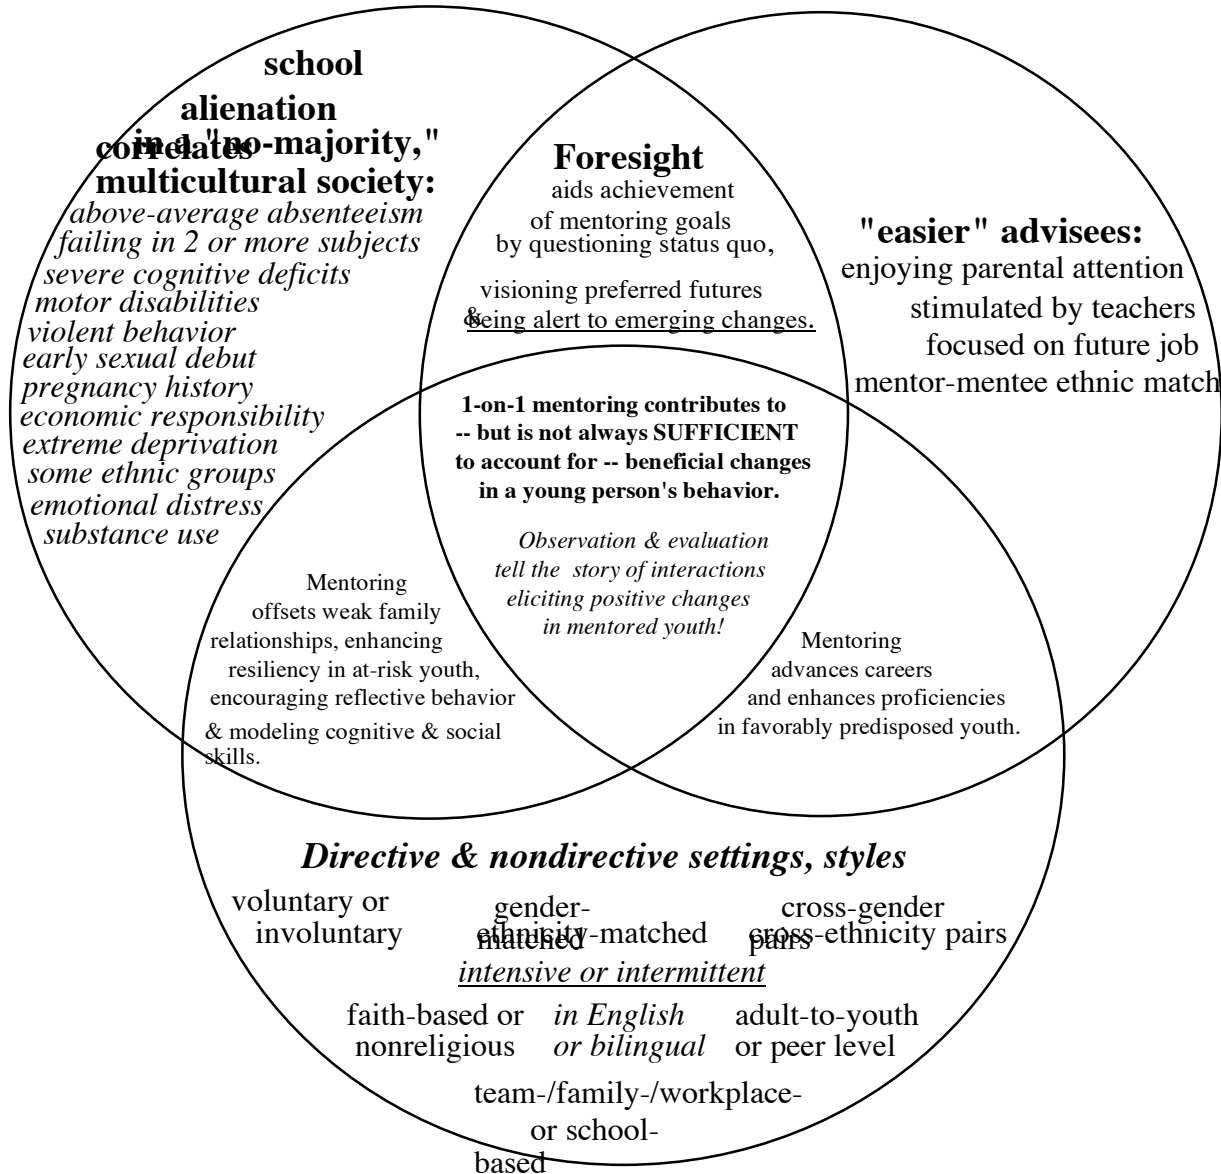 school
alienation
correlates
in a "no-majority,"
multicultural society:
above-average absenteeism
failing in 2 or more subjects
severe cognitive deficits
motor disabilities
violent behavior
early sexual debut
pregnancy history
economic responsibility
extreme deprivation
some ethnic groups
emotional distress
substance use
Foresight
aids achievement
of mentoring goals
by questioning status quo,
visioning preferred futures
&
being alert to emerging changes.
"easier" advisees:
enjoying parental attention
stimulated by teachers
focused on future job
mentor-mentee ethnic match
1-on-1 mentoring contributes to
-- but is not always SUFFICIENT
to account for -- beneficial changes
in a young person's behavior.
Observation & evaluation
tell the story of interactions
eliciting positive changes
in mentored youth!
Mentoring
offsets weak family
relationships, enhancing
resiliency in at-risk youth,
encouraging reflective behavior
& modeling cognitive & social
skills.
Mentoring
advances careers
and enhances proficiencies
in favorably predisposed youth.
Directive & nondirective settings, styles
voluntary or
involuntary
gender-
matched
ethnicity-matched
cross-gender
pairs
cross-ethnicity pairs
intensive or intermittent
faith-based or
nonreligious
in English
or bilingual
adult-to-youth
or peer level
team-/family-/workplace-
or school-
based